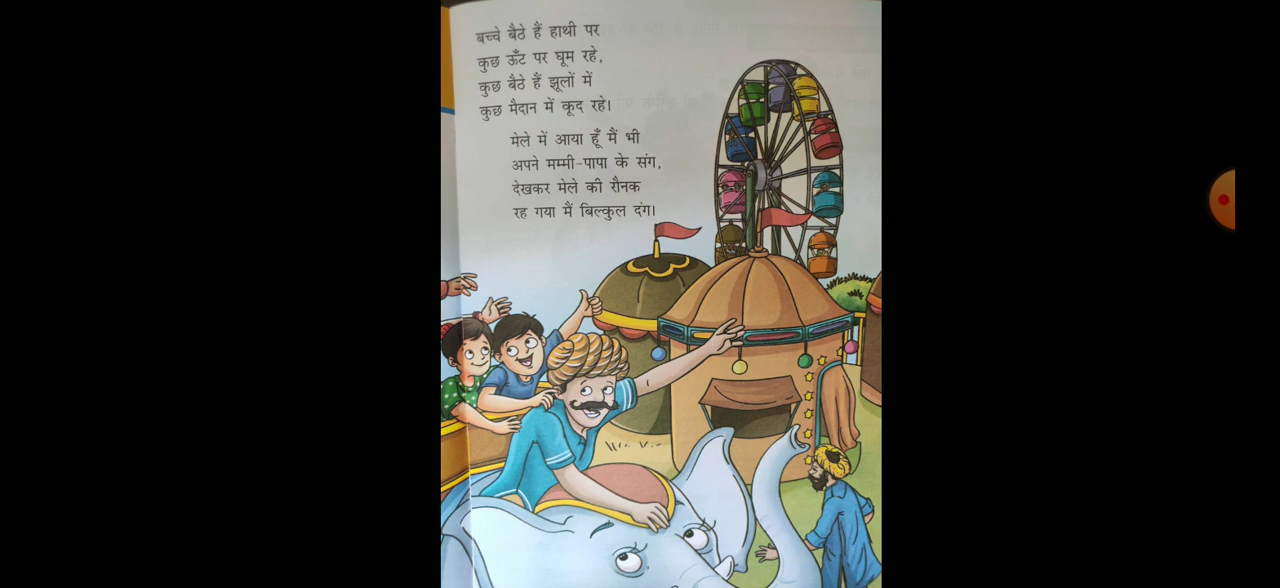 बच्चे बैठे हैं हाथी पर
कुछ ऊँट पर घूम रहे,
कुछ बैठे हैं झूलों में
कुछ मैदान में कूद रहे।
मेले में आया हूँ मैं भी
अपने मम्मी-पापा के संग,
देखकर मेले की रौनक
रह गया मैं बिल्कुल दंग।